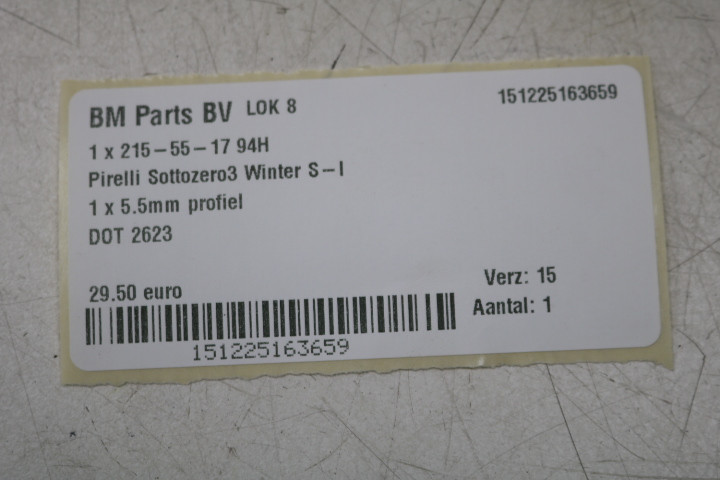 BM Parts BV LOK 8
151225163659
1 x 215-55-17 94H
Pirelli Sottozero3 Winter S-I
1 x 5.5mm profiel
DOT 2623
29.50 euro
Verz: 15
Aantal: 1
151225163659